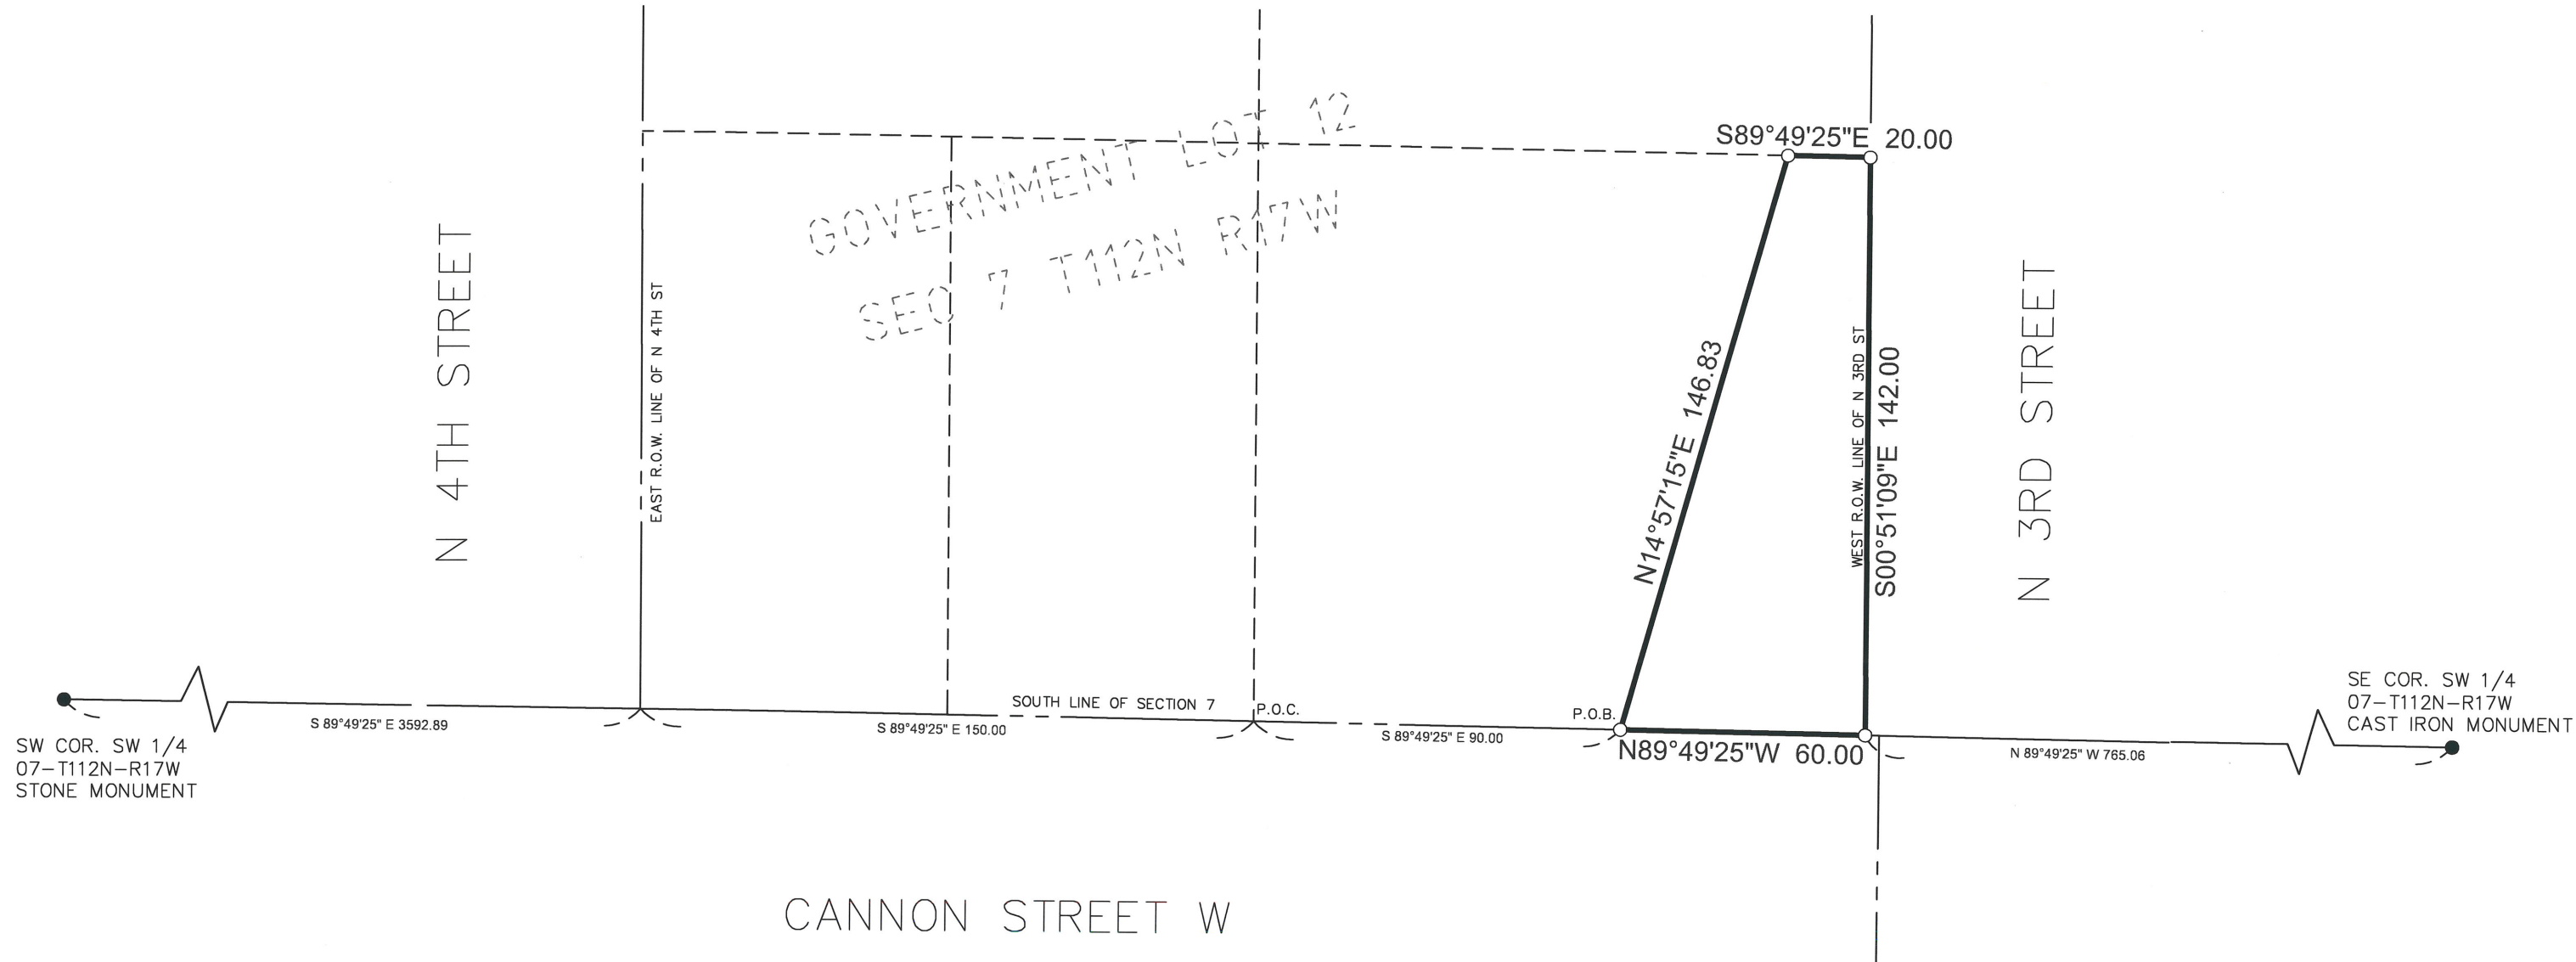 GOVERNMENT LOT 12
SEC 7 T112N R17W
S89°49'25"E 20.00
N 4TH STREET
EAST R.O.W. LINE OF N 4TH ST
N14°57'15"E 146.83
WEST R.O.W. LINE OF N 3RD ST
S00°51'09"E 142.00
N 3RD STREET
SOUTH LINE OF SECTION 7
P.O.C.
P.O.B.
S 89°49'25" E 3592.89
S 89°49'25" E 150.00
S 89°49'25" E 90.00
N89°49'25"W 60.00
N 89°49'25" W 765.06
SW COR. SW 1/4
07-T112N-R17W
STONE MONUMENT
SE COR. SW 1/4
07-T112N-R17W
CAST IRON MONUMENT
CANNON STREET W